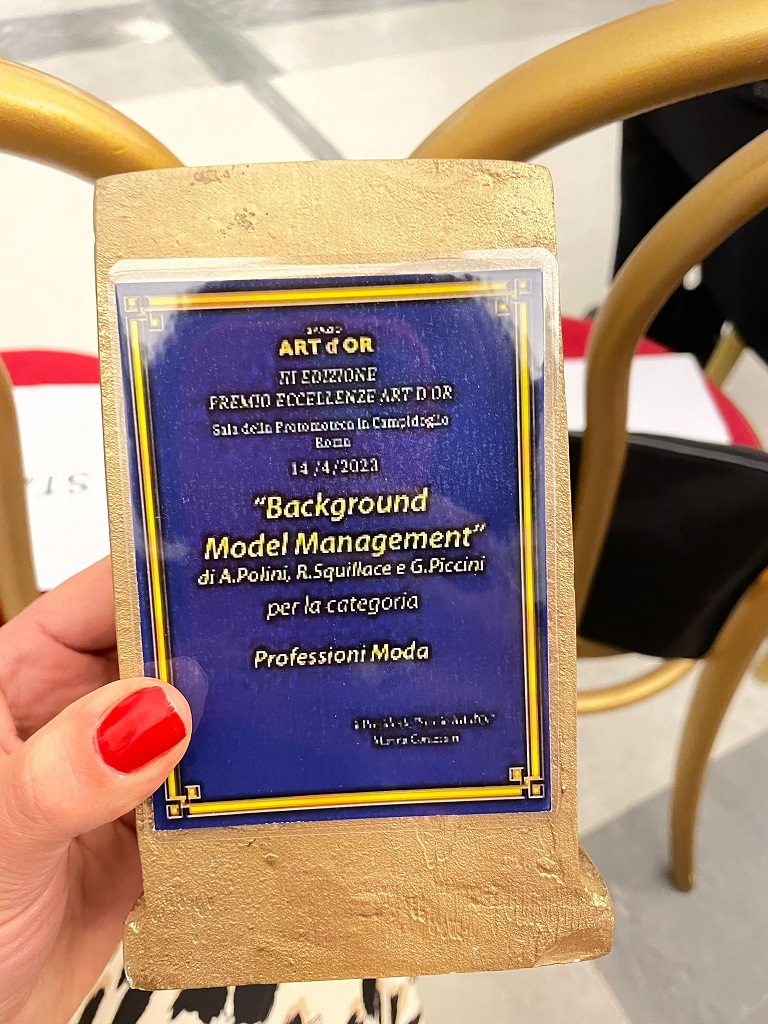 SPAZIO
ART d'OR
III EDIZIONE
PREMIO ECCELLENZE ART D'OR
Sala della Protomoteca in Campidoglio
Roma
14/4/2023
"Background
Model Management"
di A.Polini, R.Squillace e G.Piccini
per la categoria
Professioni Moda